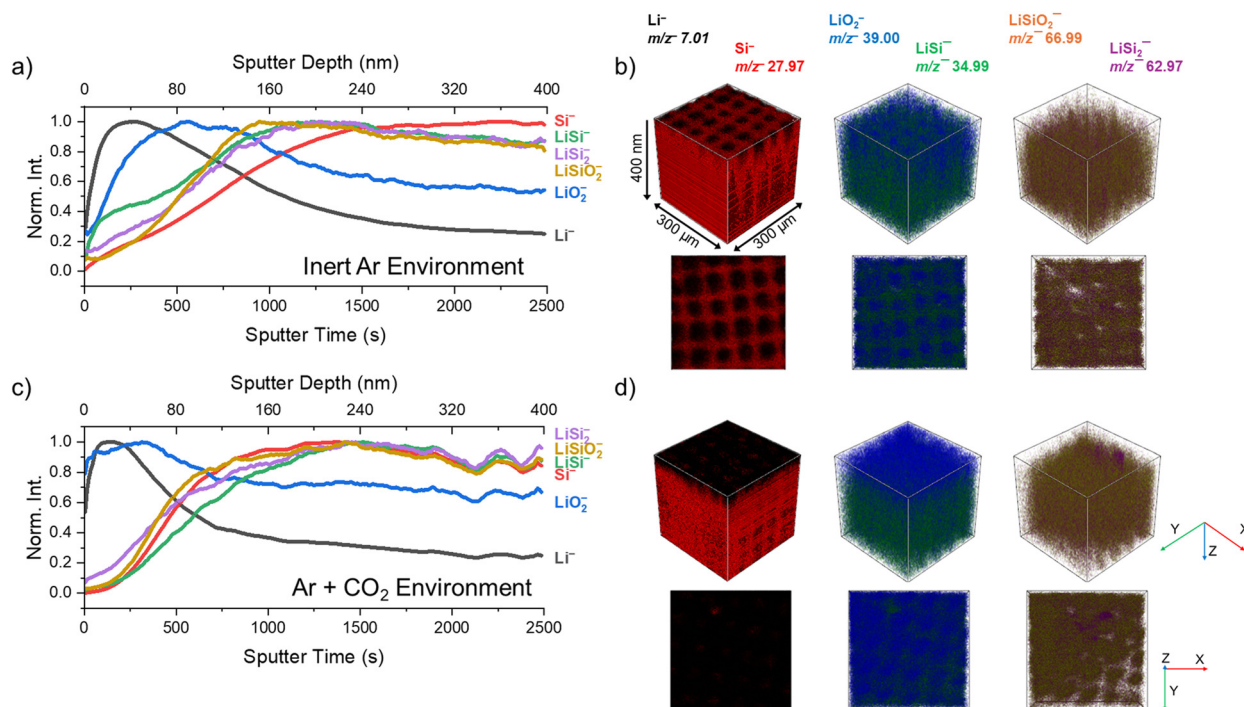 a)
Sputter Depth (nm)
0 80 160 240 320 400
Norm. Int.
1.0
0.8
0.6
0.4
0.2
0.0
Si⁻
LiSi⁻
LiSi₂⁻
LiSiO₂⁻
LiO₂⁻
Li⁻
Inert Ar Environment
0 500 1000 1500 2000 2500
Sputter Time (s)
b)
Li⁻
m/z⁻ 7.01
Si⁻
m/z⁻ 27.97
LiO₂⁻
m/z⁻ 39.00
LiSi⁻
m/z⁻ 34.99
LiSiO₂⁻
m/z⁻ 66.99
LiSi₂⁻
m/z⁻ 62.97
400 nm
300 µm
300 µm
c)
Sputter Depth (nm)
0 80 160 240 320 400
Norm. Int.
1.0
0.8
0.6
0.4
0.2
0.0
LiSi₂⁻
LiSiO₂⁻
LiSi⁻
Si⁻
LiO₂⁻
Li⁻
Ar + CO₂ Environment
0 500 1000 1500 2000 2500
Sputter Time (s)
d)
Y X
Z
Z X
Y